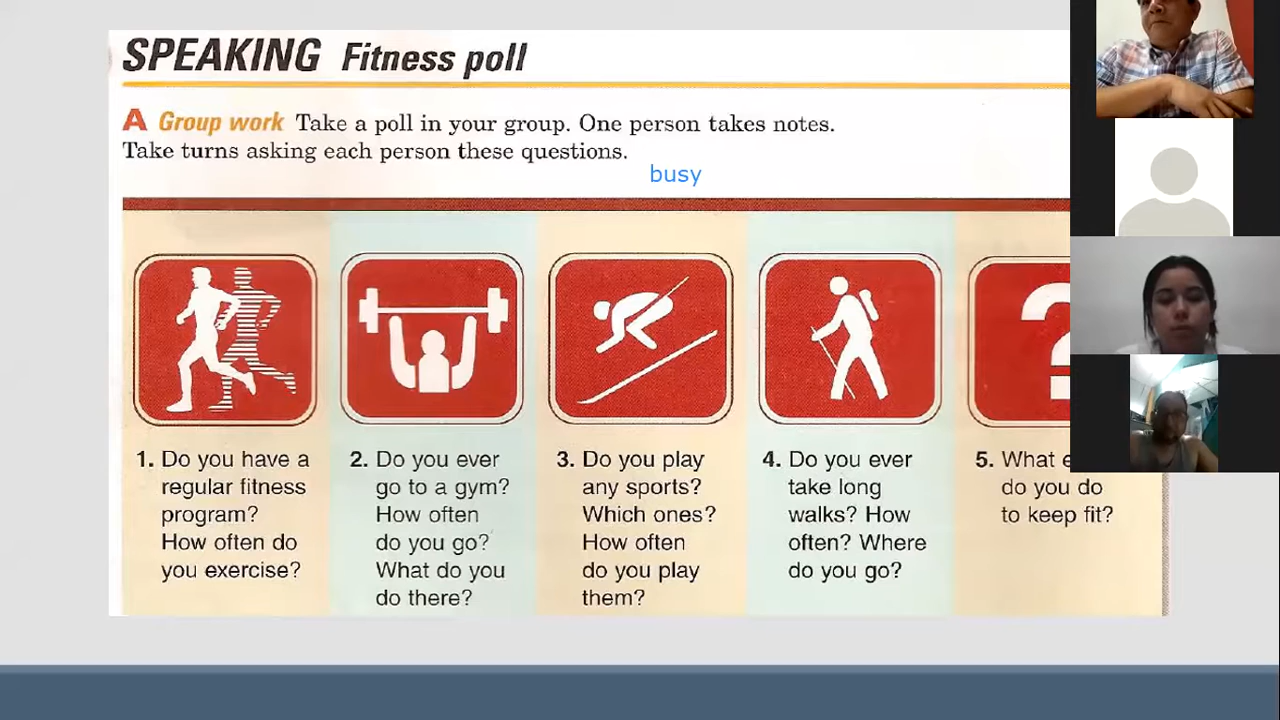 SPEAKING Fitness poll
A Group work Take a poll in your group. One person takes notes.
Take turns asking each person these questions.
busy
1. Do you have a
regular fitness
program?
How often do
you exercise?
2. Do you ever
go to a gym?
How often
do you go?
What do you
do there?
3. Do you play
any sports?
Which ones?
How often
do you play
them?
4. Do you ever
take long
walks? How
often? Where
do you go?
5. What
do you do
to keep fit?